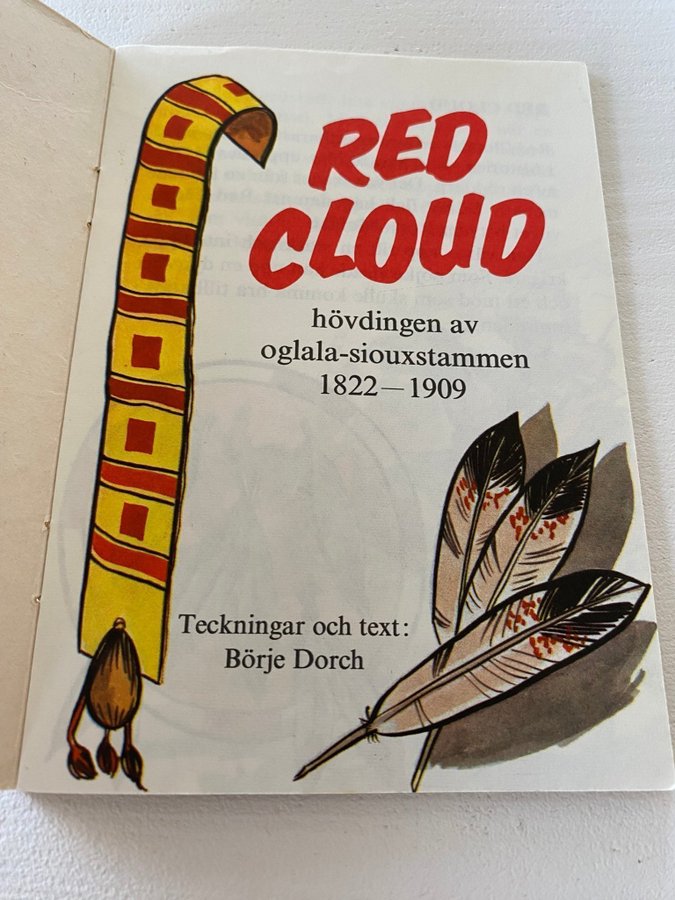 RED
CLOUD
hövdingen av
oglala-siouxstammen
1822—1909
Teckningar och text:
Börje Dorch